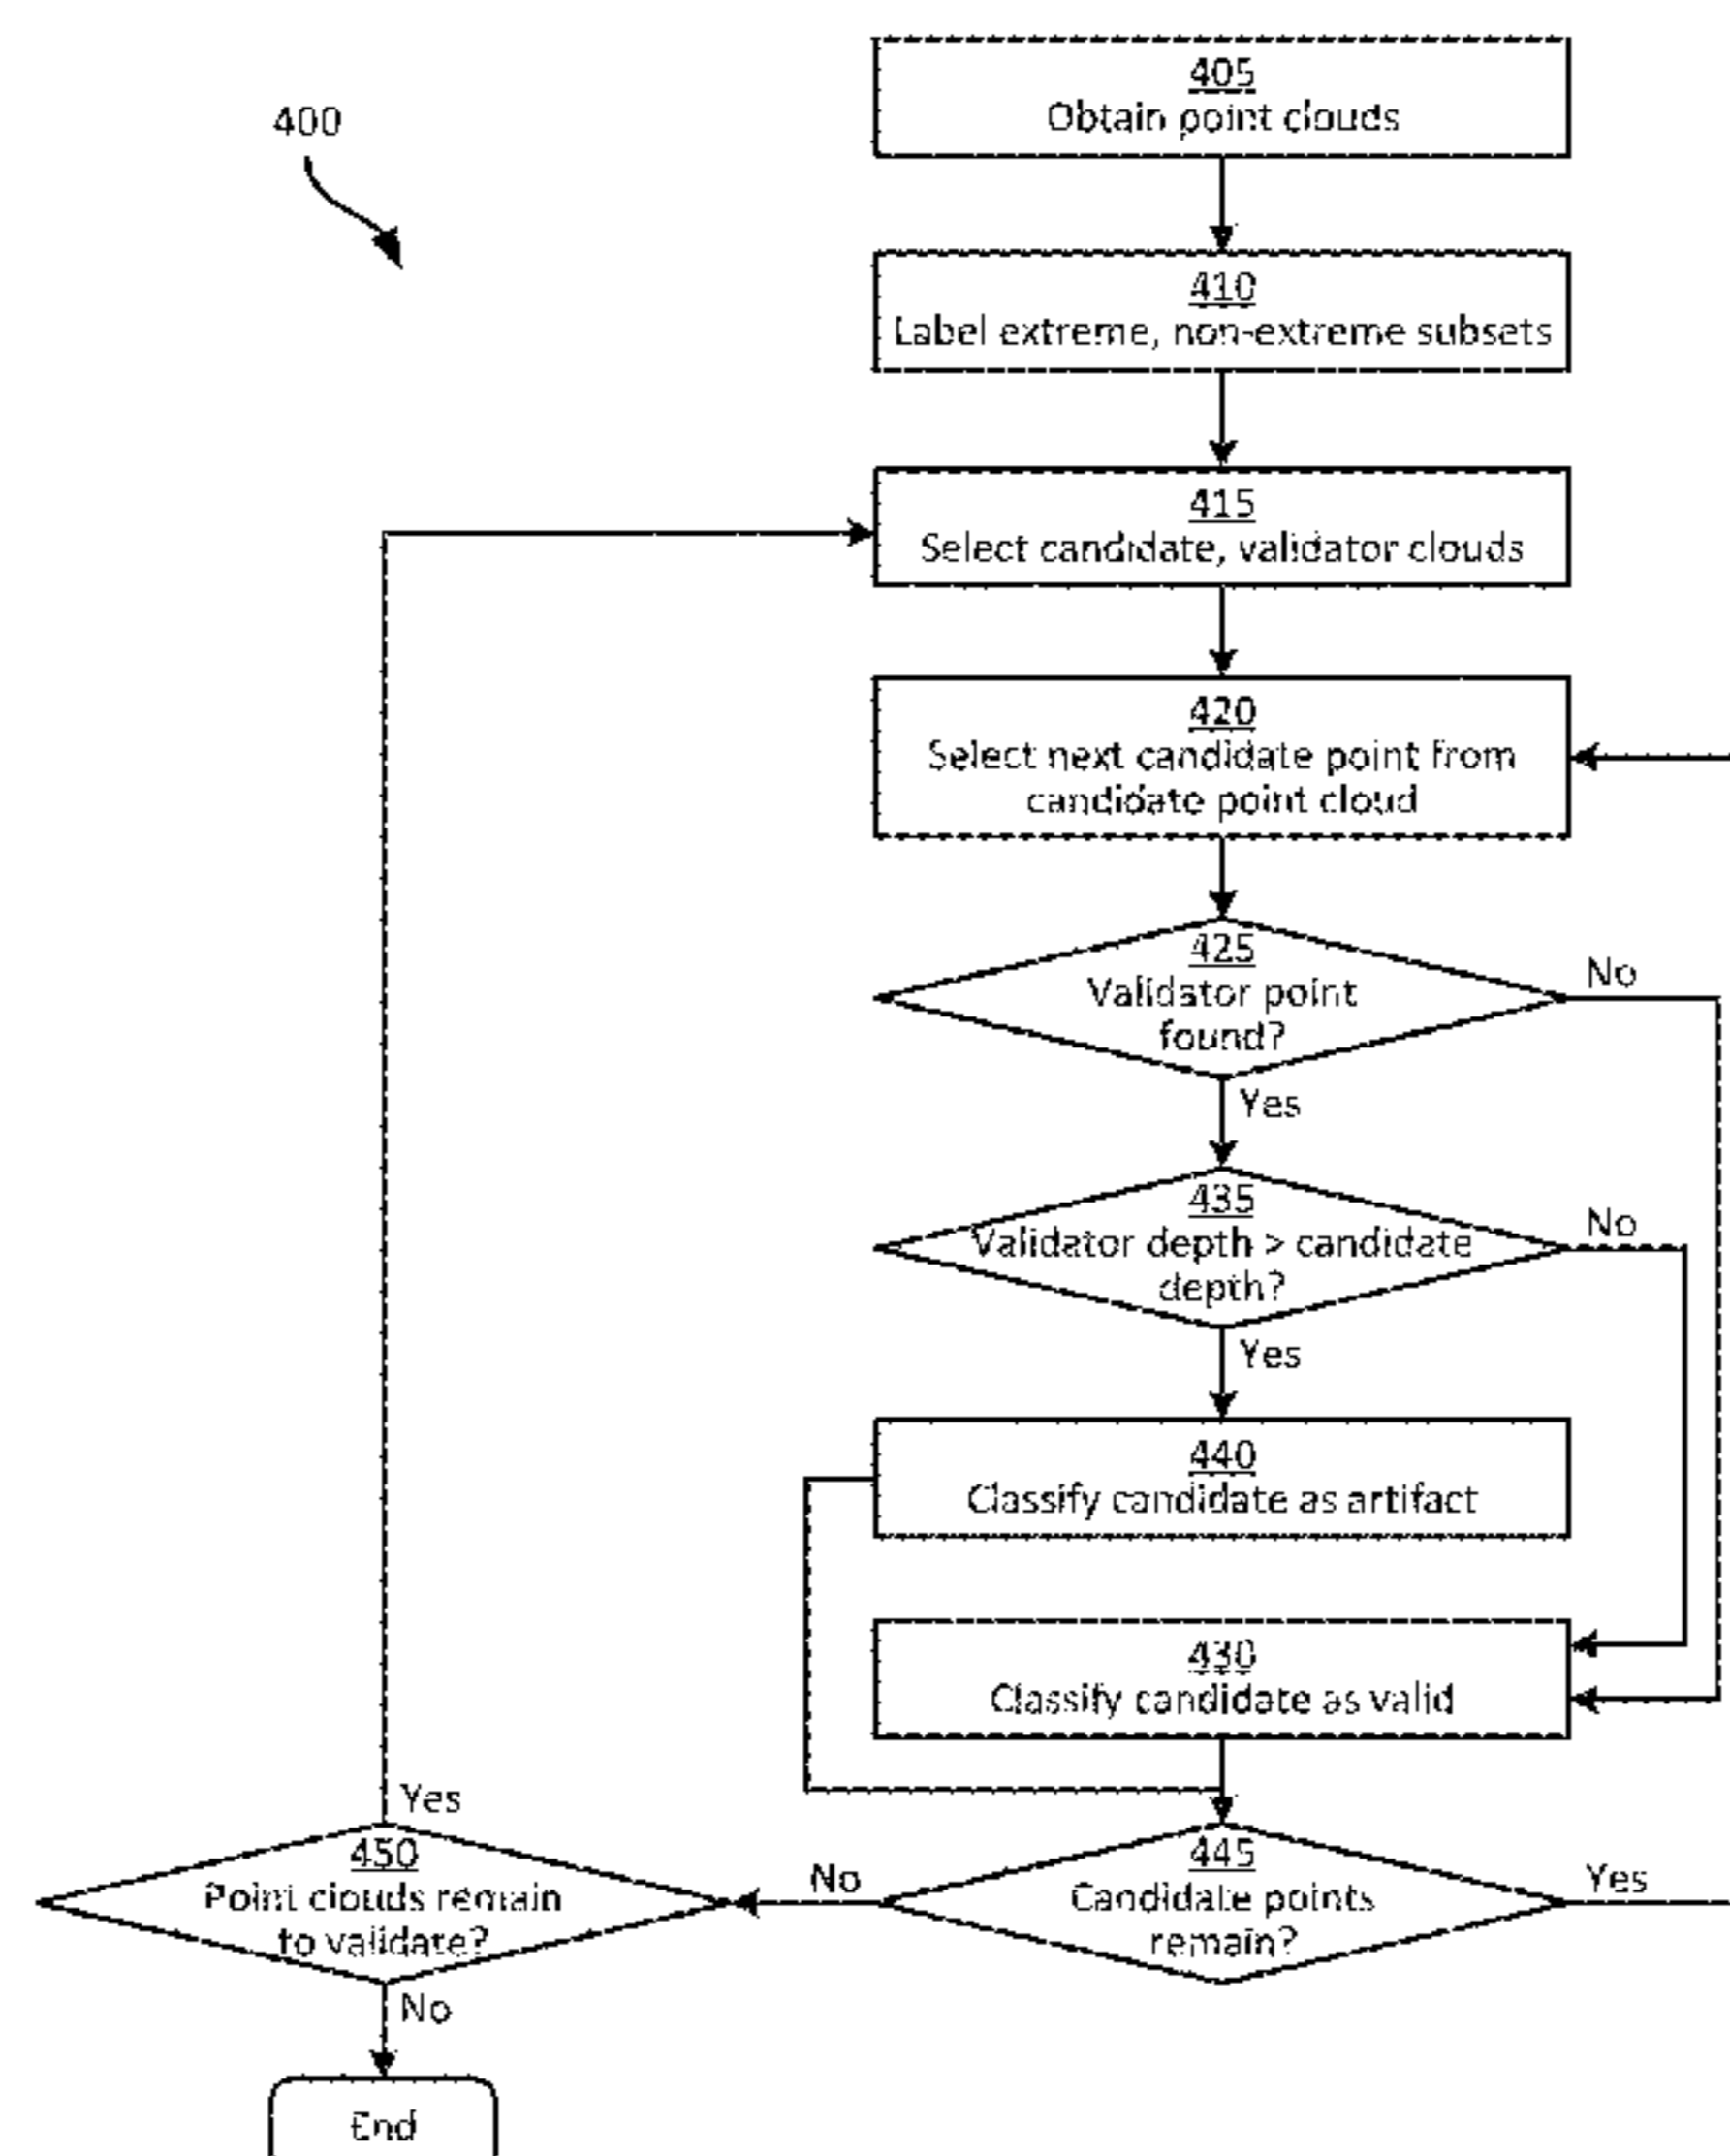 400
405
Obtain point clouds
410
Label extreme, non-extreme subsets
415
Select candidate, validator clouds
420
Select next candidate point from
candidate point cloud
425
Validator point
found?
No
Yes
435
Validator depth > candidate
depth?
No
Yes
440
Classify candidate as artifact
430
Classify candidate as valid
445
Candidate points
remain?
Yes
No
450
Point clouds remain
to validate?
Yes
No
End